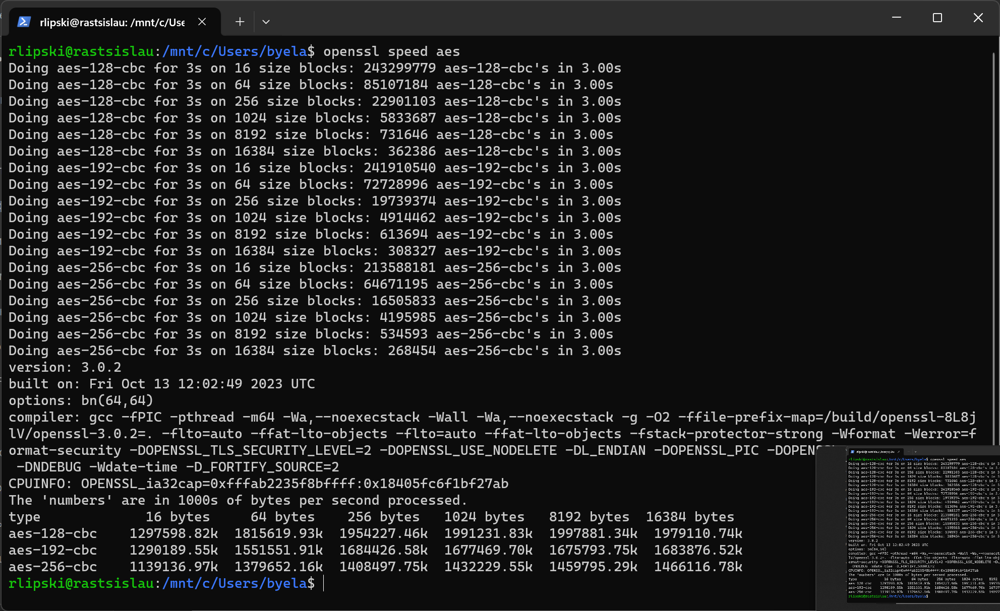 rlipski@rastsislau: /mnt/c/Use
rlipski@rastsislau:/mnt/c/Users/byela$ openssl speed aes
Doing aes-128-cbc for 3s on 16 size blocks: 243299779 aes-128-cbc's in 3.00s
Doing aes-128-cbc for 3s on 64 size blocks: 85107184 aes-128-cbc's in 3.00s
Doing aes-128-cbc for 3s on 256 size blocks: 22901103 aes-128-cbc's in 3.00s
Doing aes-128-cbc for 3s on 1024 size blocks: 5833687 aes-128-cbc's in 3.00s
Doing aes-128-cbc for 3s on 8192 size blocks: 731646 aes-128-cbc's in 3.00s
Doing aes-128-cbc for 3s on 16384 size blocks: 362386 aes-128-cbc's in 3.00s
Doing aes-192-cbc for 3s on 16 size blocks: 241910540 aes-192-cbc's in 3.00s
Doing aes-192-cbc for 3s on 64 size blocks: 72728996 aes-192-cbc's in 3.00s
Doing aes-192-cbc for 3s on 256 size blocks: 19739374 aes-192-cbc's in 3.00s
Doing aes-192-cbc for 3s on 1024 size blocks: 4914462 aes-192-cbc's in 3.00s
Doing aes-192-cbc for 3s on 8192 size blocks: 613694 aes-192-cbc's in 3.00s
Doing aes-192-cbc for 3s on 16384 size blocks: 308327 aes-192-cbc's in 3.00s
Doing aes-256-cbc for 3s on 16 size blocks: 213588181 aes-256-cbc's in 3.00s
Doing aes-256-cbc for 3s on 64 size blocks: 64671195 aes-256-cbc's in 3.00s
Doing aes-256-cbc for 3s on 256 size blocks: 16505833 aes-256-cbc's in 3.00s
Doing aes-256-cbc for 3s on 1024 size blocks: 4195985 aes-256-cbc's in 3.00s
Doing aes-256-cbc for 3s on 8192 size blocks: 534593 aes-256-cbc's in 3.00s
Doing aes-256-cbc for 3s on 16384 size blocks: 268454 aes-256-cbc's in 3.00s
version: 3.0.2
built on: Fri Oct 13 12:02:49 2023 UTC
options: bn(64,64)
compiler: gcc -fPIC -pthread -m64 -Wa,--noexecstack -Wall -Wa,--noexecstack -g -O2 -ffile-prefix-map=/build/openssl-8L8j
lV/openssl-3.0.2=. -flto=auto -ffat-lto-objects -flto=auto -ffat-lto-objects -fstack-protector-strong -Wformat -Werror=f
ormat-security -DOPENSSL_TLS_SECURITY_LEVEL=2 -DOPENSSL_USE_NODELETE -DL_ENDIAN -DOPENSSL_PIC -DOPENS
 -DNDEBUG -Wdate-time -D_FORTIFY_SOURCE=2
CPUINFO: OPENSSL_ia32cap=0xfffab2235f8bffff:0x18405fc6f1bf27ab
The 'numbers' are in 1000s of bytes per second processed.
type             16 bytes     64 bytes    256 bytes   1024 bytes   8192 bytes  16384 bytes
aes-128-cbc    1297598.82k  1815619.93k  1954227.46k  1991231.83k  1997881.34k  1979110.74k
aes-192-cbc    1290189.55k  1551551.91k  1684426.58k  1677469.70k  1675793.75k  1683876.52k
aes-256-cbc    1139136.97k  1379652.16k  1408497.75k  1432229.55k  1459795.29k  1466116.78k
rlipski@rastsislau:/mnt/c/Users/byela$